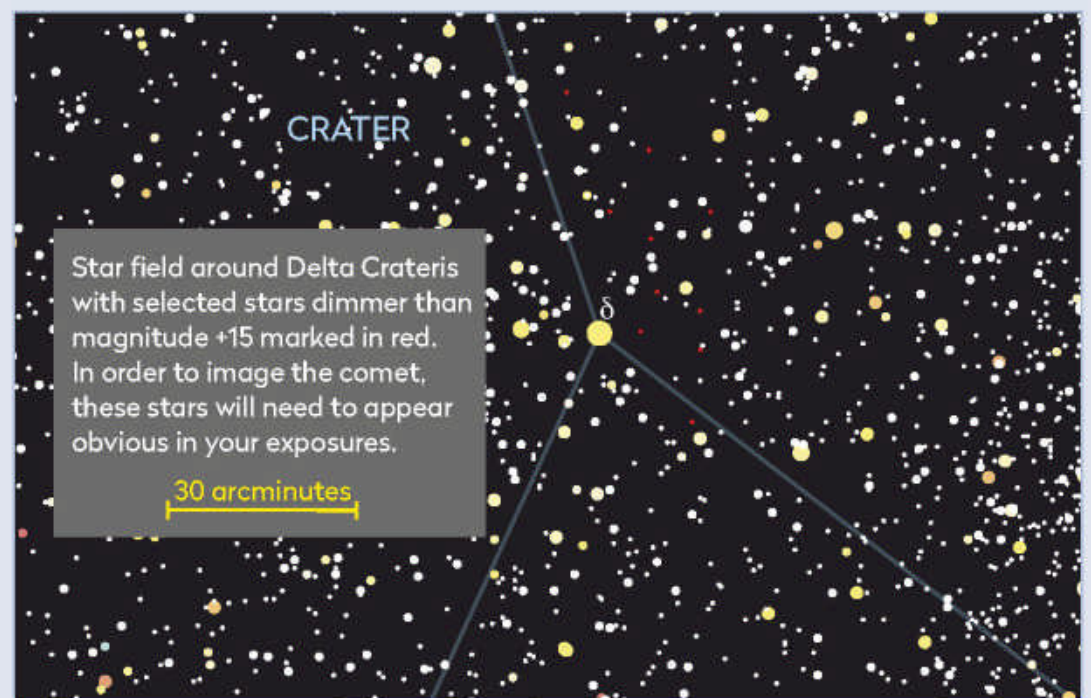 CRATER
Star field around Delta Crateris
with selected stars dimmer than
magnitude +15 marked in red.
In order to image the comet,
these stars will need to appear
obvious in your exposures.
30 arcminutes
δ